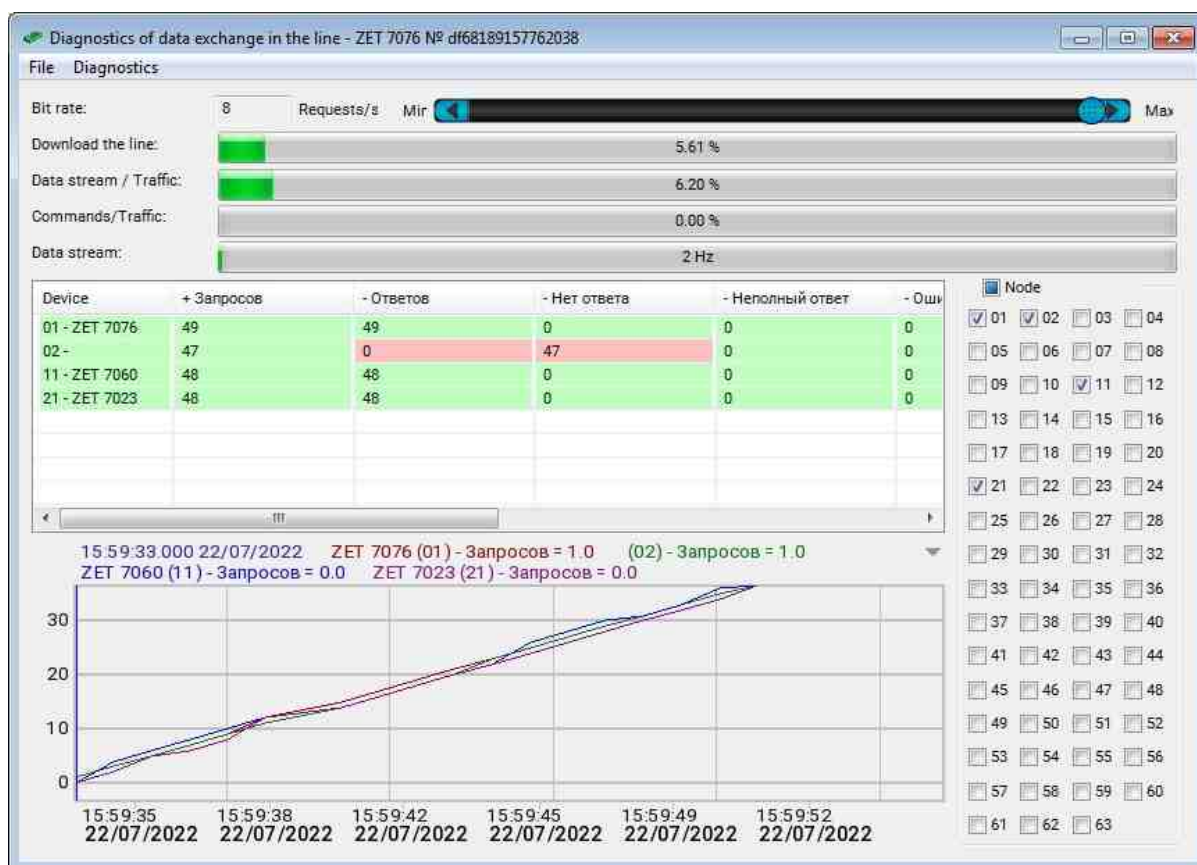 Diagnostics of data exchange in the line - ZET 7076 № df68189157762038
File Diagnostics
Bit rate: 8 Requests/s Min Max
Download the line: 5.61 %
Data stream / Traffic: 6.20 %
Commands/Traffic: 0.00 %
Data stream: 2 Hz
Device + Запросов - Ответов - Нет ответа - Неполный ответ - Оши
01 - ZET 7076 49 49 0 0 0
02 - 47 0 47 0 0
11 - ZET 7060 48 48 0 0 0
21 - ZET 7023 48 48 0 0 0
Node
01 02 03 04
05 06 07 08
09 10 11 12
13 14 15 16
17 18 19 20
21 22 23 24
25 26 27 28
29 30 31 32
33 34 35 36
37 38 39 40
41 42 43 44
45 46 47 48
49 50 51 52
53 54 55 56
57 58 59 60
61 62 63
15:59:33.000 22/07/2022 ZET 7076 (01) - Запросов = 1.0 (02) - Запросов = 1.0
ZET 7060 (11) - Запросов = 0.0 ZET 7023 (21) - Запросов = 0.0
30
20
10
0
15:59:35 15:59:38 15:59:42 15:59:45 15:59:49 15:59:52
22/07/2022 22/07/2022 22/07/2022 22/07/2022 22/07/2022 22/07/2022